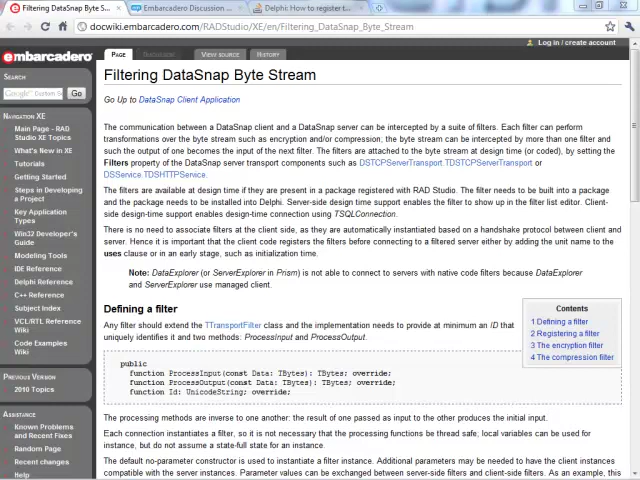 Filtering DataSnap Byte S...
Embarcadero Discussion ...
Delphi: How to register t...
docwiki.embarcadero.com/RADStudio/XE/en/Filtering_DataSnap_Byte_Stream
Log in / create account
embarcadero
PAGE
VIEW SOURCE
HISTORY
Filtering DataSnap Byte Stream
Go Up to DataSnap Client Application
SEARCH
Google™ Custom S
Go
NAVIGATION XE
Main Page - RAD
Studio XE Topics
What's New in XE
Tutorials
Getting Started
Steps in Developing
a Project
Key Application
Types
Win32 Developer's
Guide
Modeling Tools
IDE Reference
Delphi Reference
C++ Reference
Subject Index
VCL/RTL Reference
Wiki
Code Examples
Wiki
PREVIOUS VERSION
2010 Topics
ASSISTANCE
Known Problems
and Recent Fixes
Random Page
Recent changes
Help
The communication between a DataSnap client and a DataSnap server can be intercepted by a suite of filters. Each filter can perform
transformations over the byte stream such as encryption and/or compression, the byte stream can be intercepted by more than one filter and
such the output of one becomes the input of the next filter. The filters are attached to the byte stream at design time (or coded), by setting the
Filters property of the DataSnap server transport components such as DSTCPServerTransport.TDSTCPServerTransport or
DSService.TDSHTTPService.
The filters are available at design time if they are present in a package registered with RAD Studio. The filter needs to be built into a package
and the package needs to be installed into Delphi. Server-side design time support enables the filter to show up in the filter list editor. Client-
side design-time support enables design-time connection using TSQLConnection.
There is no need to associate filters at the client side, as they are automatically instantiated based on a handshake protocol between client and
server. Hence it is important that the client code registers the filters before connecting to a filtered server either by adding the unit name to the
uses clause or in an early stage, such as initialization time.
Note: DataExplorer (or ServerExplorer in Prism) is not able to connect to servers with native code filters because DataExplorer
and ServerExplorer use managed client.
Defining a filter
Any filter should extend the TTransportFilter class and the implementation needs to provide at minimum an ID that
uniquely identifies it and two methods: ProcessInput and ProcessOutput.
Contents
1 Defining a filter
2 Registering a filter
3 The encryption filter
4 The compression filter
public
function ProcessInput(const Data: TBytes): TBytes; override;
function ProcessOutput(const Data: TBytes): TBytes; override;
function Id: UnicodeString; override;
The processing methods are inverse to one another: the result of one passed as input to the other produces the initial input.
Each connection instantiates a filter, so it is not necessary that the processing functions be thread safe; local variables can be used for
instance, but do not assume a state-full state for an instance.
The default no-parameter constructor is used to instantiate a filter instance. Additional parameters may be needed to have the client instances
compatible with the server instances. Parameter values can be exchanged between server-side filters and client-side filters. As an example, this